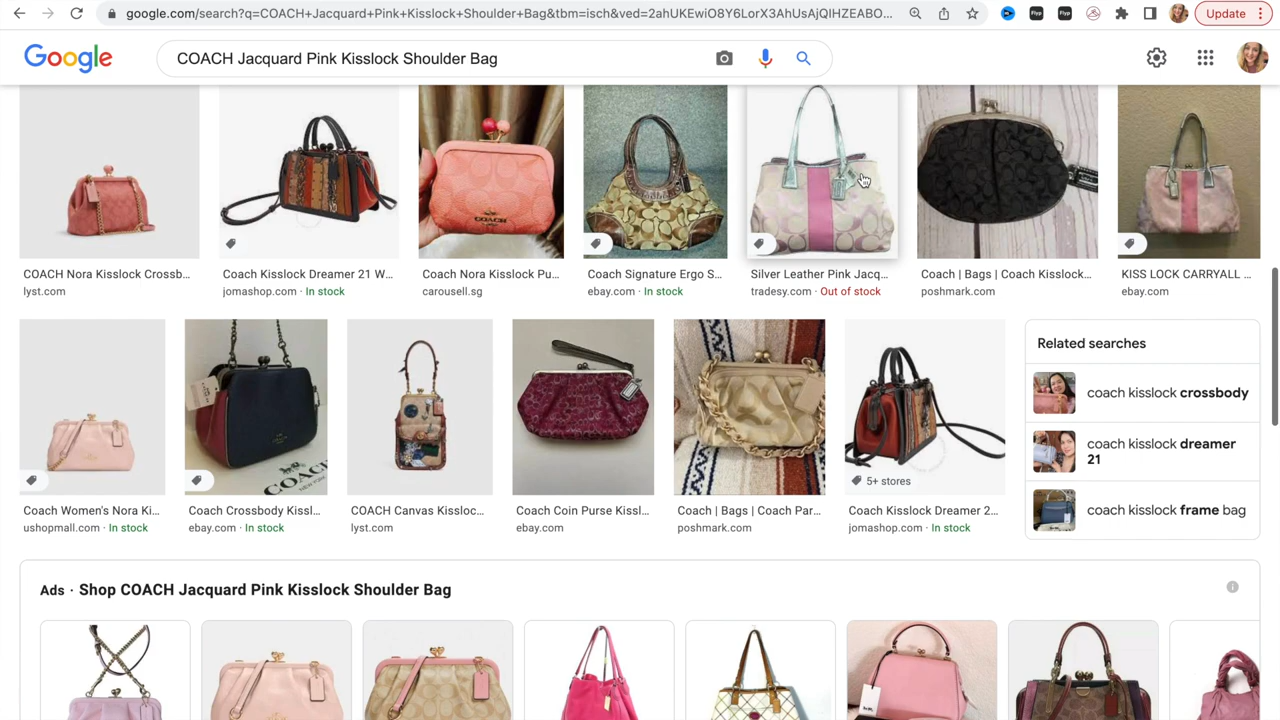 google.com/search?q=COACH+Jacquard+Pink+Kisslock+Shoulder+Bag&tbm=isch&ved=2ahUKEwiO8Y6LorX3AhUsAjQIHZEABO...
Flyp
Flyp
Update
Google
COACH Jacquard Pink Kisslock Shoulder Bag
COACH
COACH Nora Kisslock Crossb...
lyst.com
Coach Kisslock Dreamer 21 W...
jomashop.com · In stock
Coach Nora Kisslock Pu...
carousell.sg
Coach Signature Ergo S...
ebay.com · In stock
Silver Leather Pink Jacq...
tradesy.com · Out of stock
Coach | Bags | Coach Kisslock...
poshmark.com
KISS LOCK CARRYALL ...
ebay.com
Related searches
coach kisslock crossbody
coach kisslock dreamer
21
coach kisslock frame bag
COACH
5+ stores
Coach Women's Nora Ki...
ushopmall.com · In stock
Coach Crossbody Kissl...
ebay.com · In stock
COACH Canvas Kissloc...
lyst.com
Coach Coin Purse Kissl...
ebay.com
Coach | Bags | Coach Par...
poshmark.com
Coach Kisslock Dreamer 2...
jomashop.com · In stock
Ads · Shop COACH Jacquard Pink Kisslock Shoulder Bag